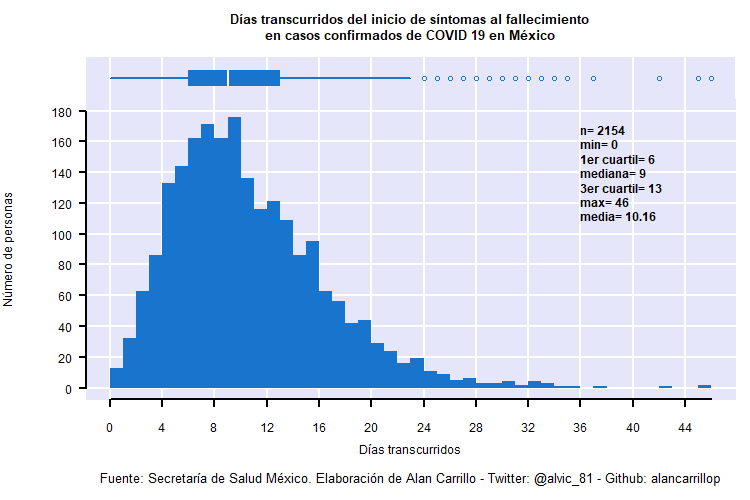 Días transcurridos del inicio de síntomas al fallecimiento
en casos confirmados de COVID 19 en México
n= 2154
min= 0
1er cuartil= 6
mediana= 9
3er cuartil= 13
max= 46
media= 10.16
Número de personas
180
160
140
120
100
80
60
40
20
0
0 4 8 12 16 20 24 28 32 36 40 44
Días transcurridos
Fuente: Secretaría de Salud México. Elaboración de Alan Carrillo - Twitter: @alvic_81 - Github: alancarrillop